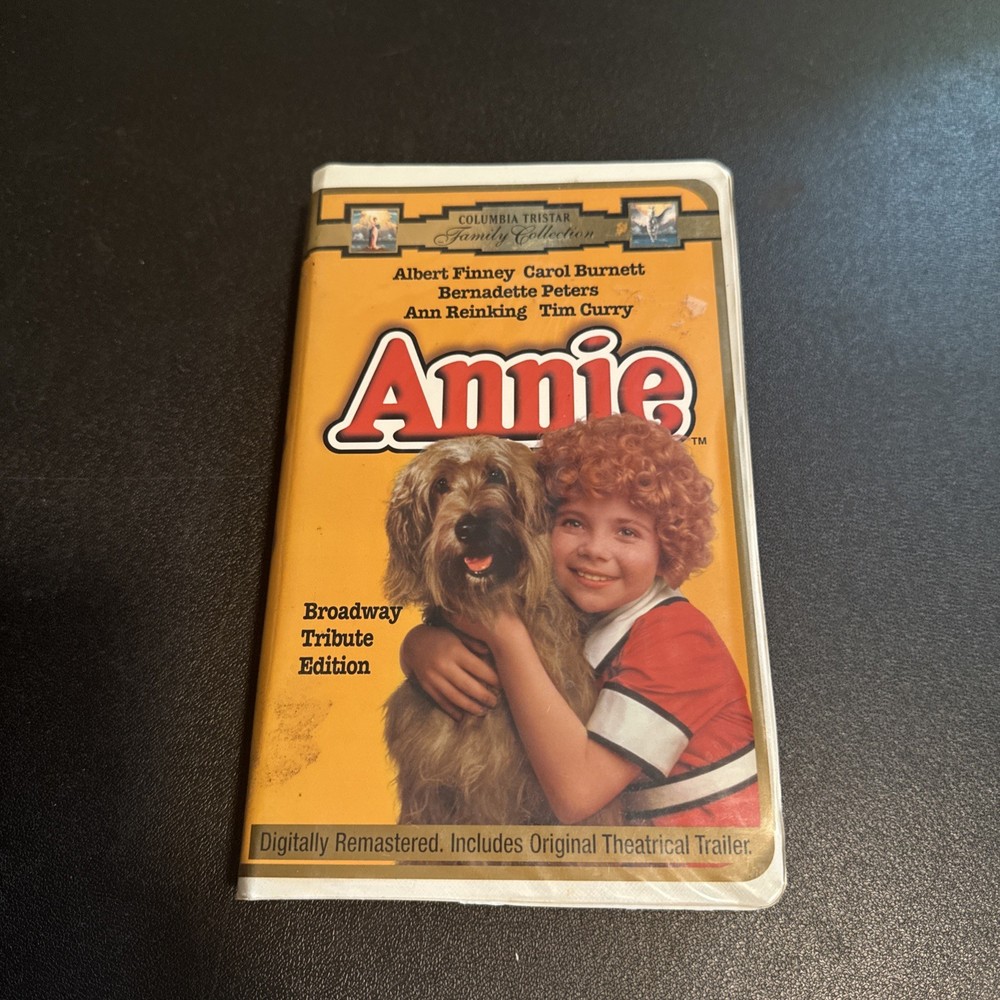 COLUMBIA TRISTAR
Family Collection
Albert Finney Carol Burnett
Bernadette Peters
Ann Reinking Tim Curry
Annie
TM
Broadway
Tribute
Edition
Digitally Remastered. Includes Original Theatrical Trailer.